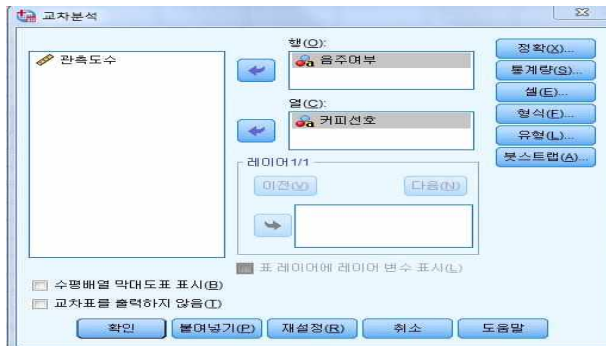 교차분석
관측도수
행(O):
음주여부
열(C):
커피선호
레이어1/1
이전(V)
다음(N)
표 레이어에 레이어 변수 표시(L)
정확(X)...
통계량(S)...
셀(E)...
형식(F)...
유형(L)...
붓스트랩(A)...
수평배열 막대도표 표시(B)
교차표를 출력하지 않음(T)
확인
붙여넣기(P)
재설정(R)
취소
도움말